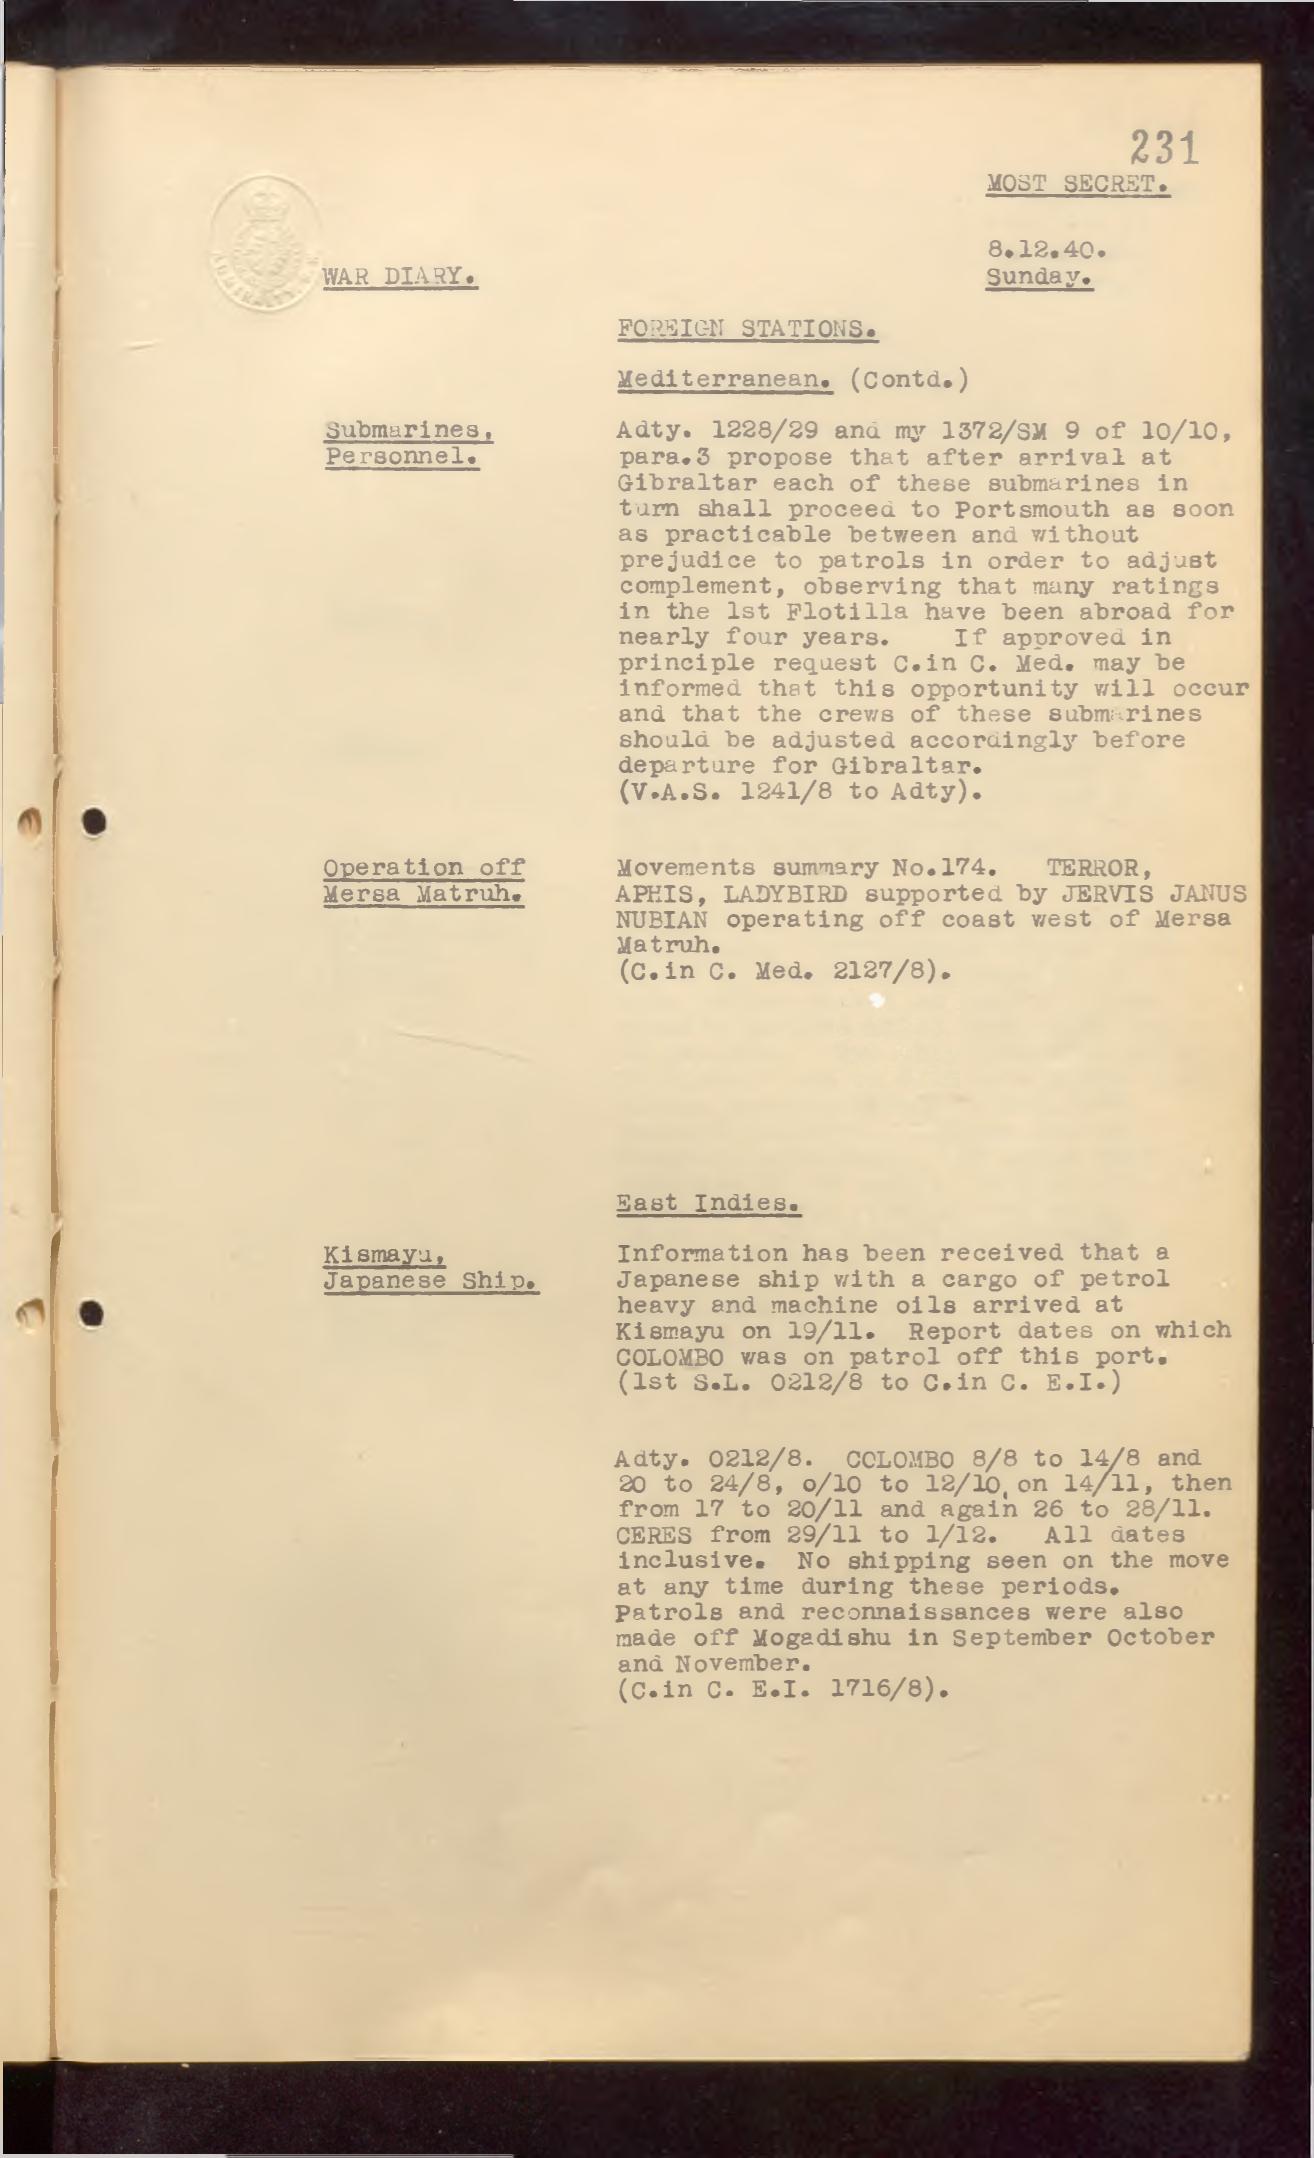 231
MOST SECRET.
8.12.40.
Sunday.
WAR DIARY.
FOREIGN STATIONS.
Mediterranean. (Contd.)
Submarines,
Personnel.
Adty. 1228/29 and my 1372/SM 9 of 10/10,
para.3 propose that after arrival at
Gibraltar each of these submarines in
turn shall proceed to Portsmouth as soon
as practicable between and without
prejudice to patrols in order to adjust
complement, observing that many ratings
in the 1st Flotilla have been abroad for
nearly four years. If approved in
principle request C.in C. Med. may be
informed that this opportunity will occur
and that the crews of these submarines
should be adjusted accordingly before
departure for Gibraltar.
(V.A.S. 1241/8 to Adty).
Operation off
Mersa Matruh.
Movements summary No.174. TERROR,
APHIS, LADYBIRD supported by JERVIS JANUS
NUBIAN operating off coast west of Mersa
Matruh.
(C.in C. Med. 2127/8).
East Indies.
Kismayu,
Japanese Ship.
Information has been received that a
Japanese ship with a cargo of petrol
heavy and machine oils arrived at
Kismayu on 19/11. Report dates on which
COLOMBO was on patrol off this port.
(1st S.L. 0212/8 to C.in C. E.I.)
Adty. 0212/8. COLOMBO 8/8 to 14/8 and
20 to 24/8, o/10 to 12/10, on 14/11, then
from 17 to 20/11 and again 26 to 28/11.
CERES from 29/11 to 1/12. All dates
inclusive. No shipping seen on the move
at any time during these periods.
Patrols and reconnaissances were also
made off Mogadishu in September October
and November.
(C.in C. E.I. 1716/8).